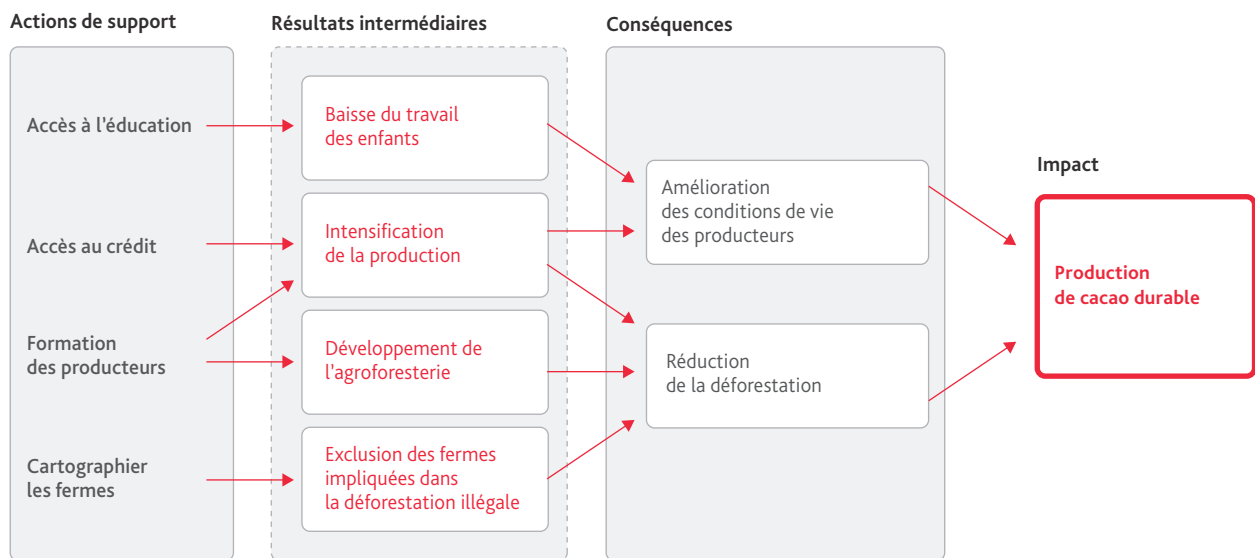 Actions de support
Résultats intermédiaires
Conséquences
Impact
Accès à l'éducation
Accès au crédit
Formation
des producteurs
Cartographier
les fermes
Baisse du travail
des enfants
Intensification
de la production
Développement de
l'agroforesterie
Exclusion des fermes
impliquées dans
la déforestation illégale
Amélioration
des conditions de vie
des producteurs
Réduction
de la déforestation
Production
de cacao durable